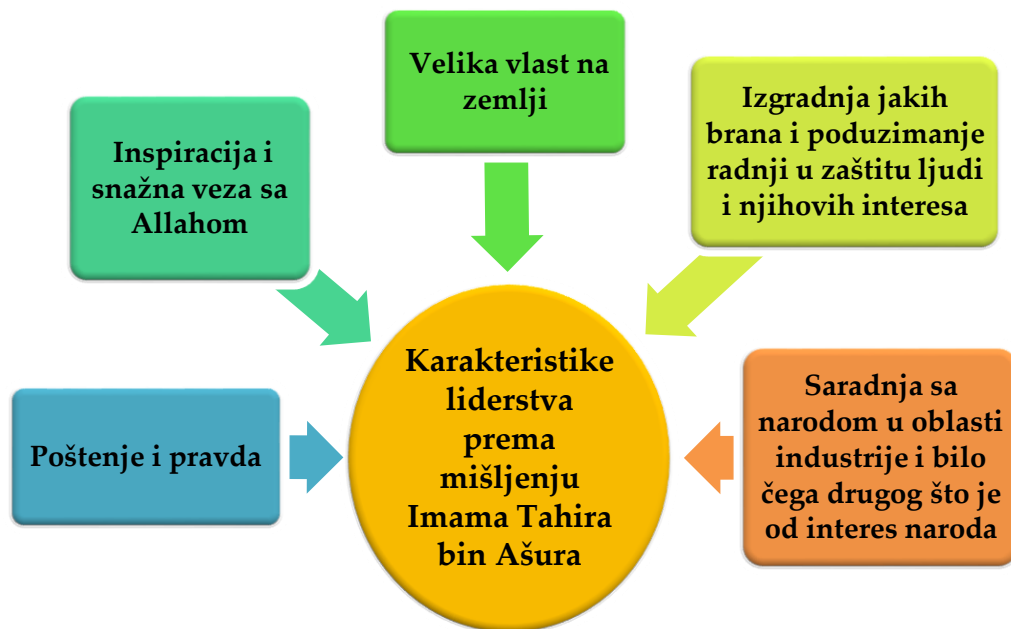 Velika vlast na
zemlji
Inspiracija i
snažna veza sa
Allahom
Izgradnja jakih
brana i poduzimanje
radnji u zaštitu ljudi
i njihovih interesa
Poštenje i pravda
Karakteristike
liderstva
prema
mišljenju
Imama Tahira
bin Ašura
Saradnja sa
narodom u oblasti
industrije i bilo
čega drugog što je
od interes naroda